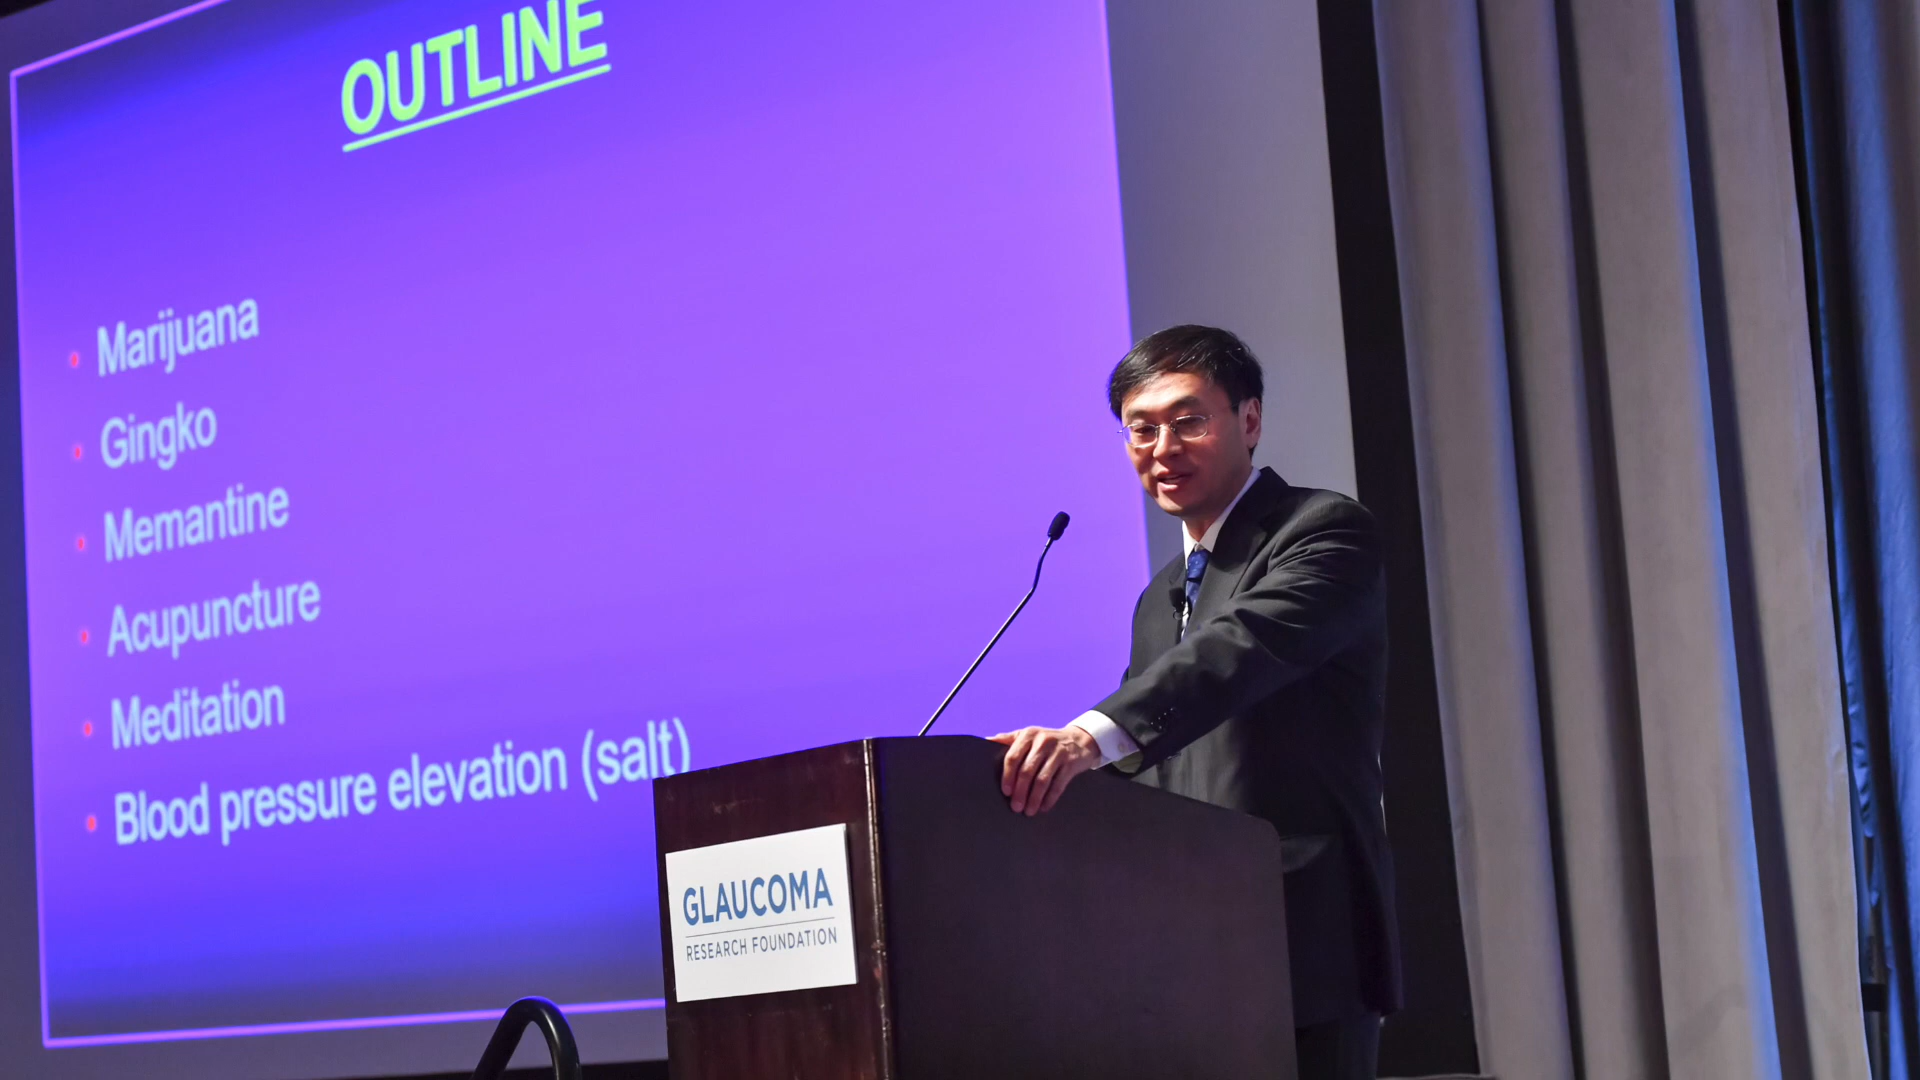 OUTLINE
• Marijuana
• Gingko
• Memantine
• Acupuncture
• Meditation
• Blood pressure elevation (salt)
GLAUCOMA
RESEARCH FOUNDATION